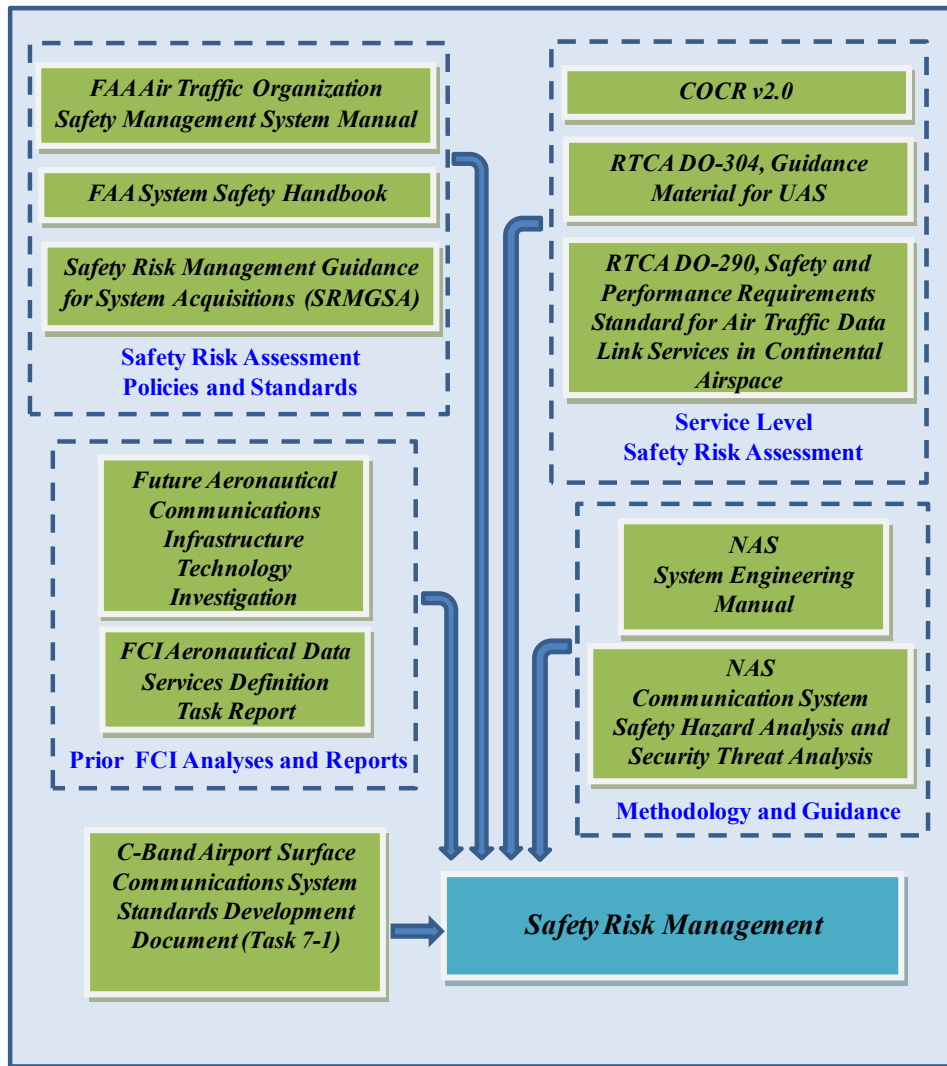 FAA Air Traffic Organization
Safety Management System Manual
FAA System Safety Handbook
Safety Risk Management Guidance
for System Acquisitions (SRMGSA)
Safety Risk Assessment
Policies and Standards
COCR v2.0
RTCA DO-304, Guidance
Material for UAS
RTCA DO-290, Safety and
Performance Requirements
Standard for Air Traffic Data
Link Services in Continental
Airspace
Service Level
Safety Risk Assessment
Future Aeronautical
Communications
Infrastructure
Technology
Investigation
FCI Aeronautical Data
Services Definition
Task Report
Prior FCI Analyses and Reports
NAS
System Engineering
Manual
NAS
Communication System
Safety Hazard Analysis and
Security Threat Analysis
Methodology and Guidance
C-Band Airport Surface
Communications System
Standards Development
Document (Task 7-1)
Safety Risk Management